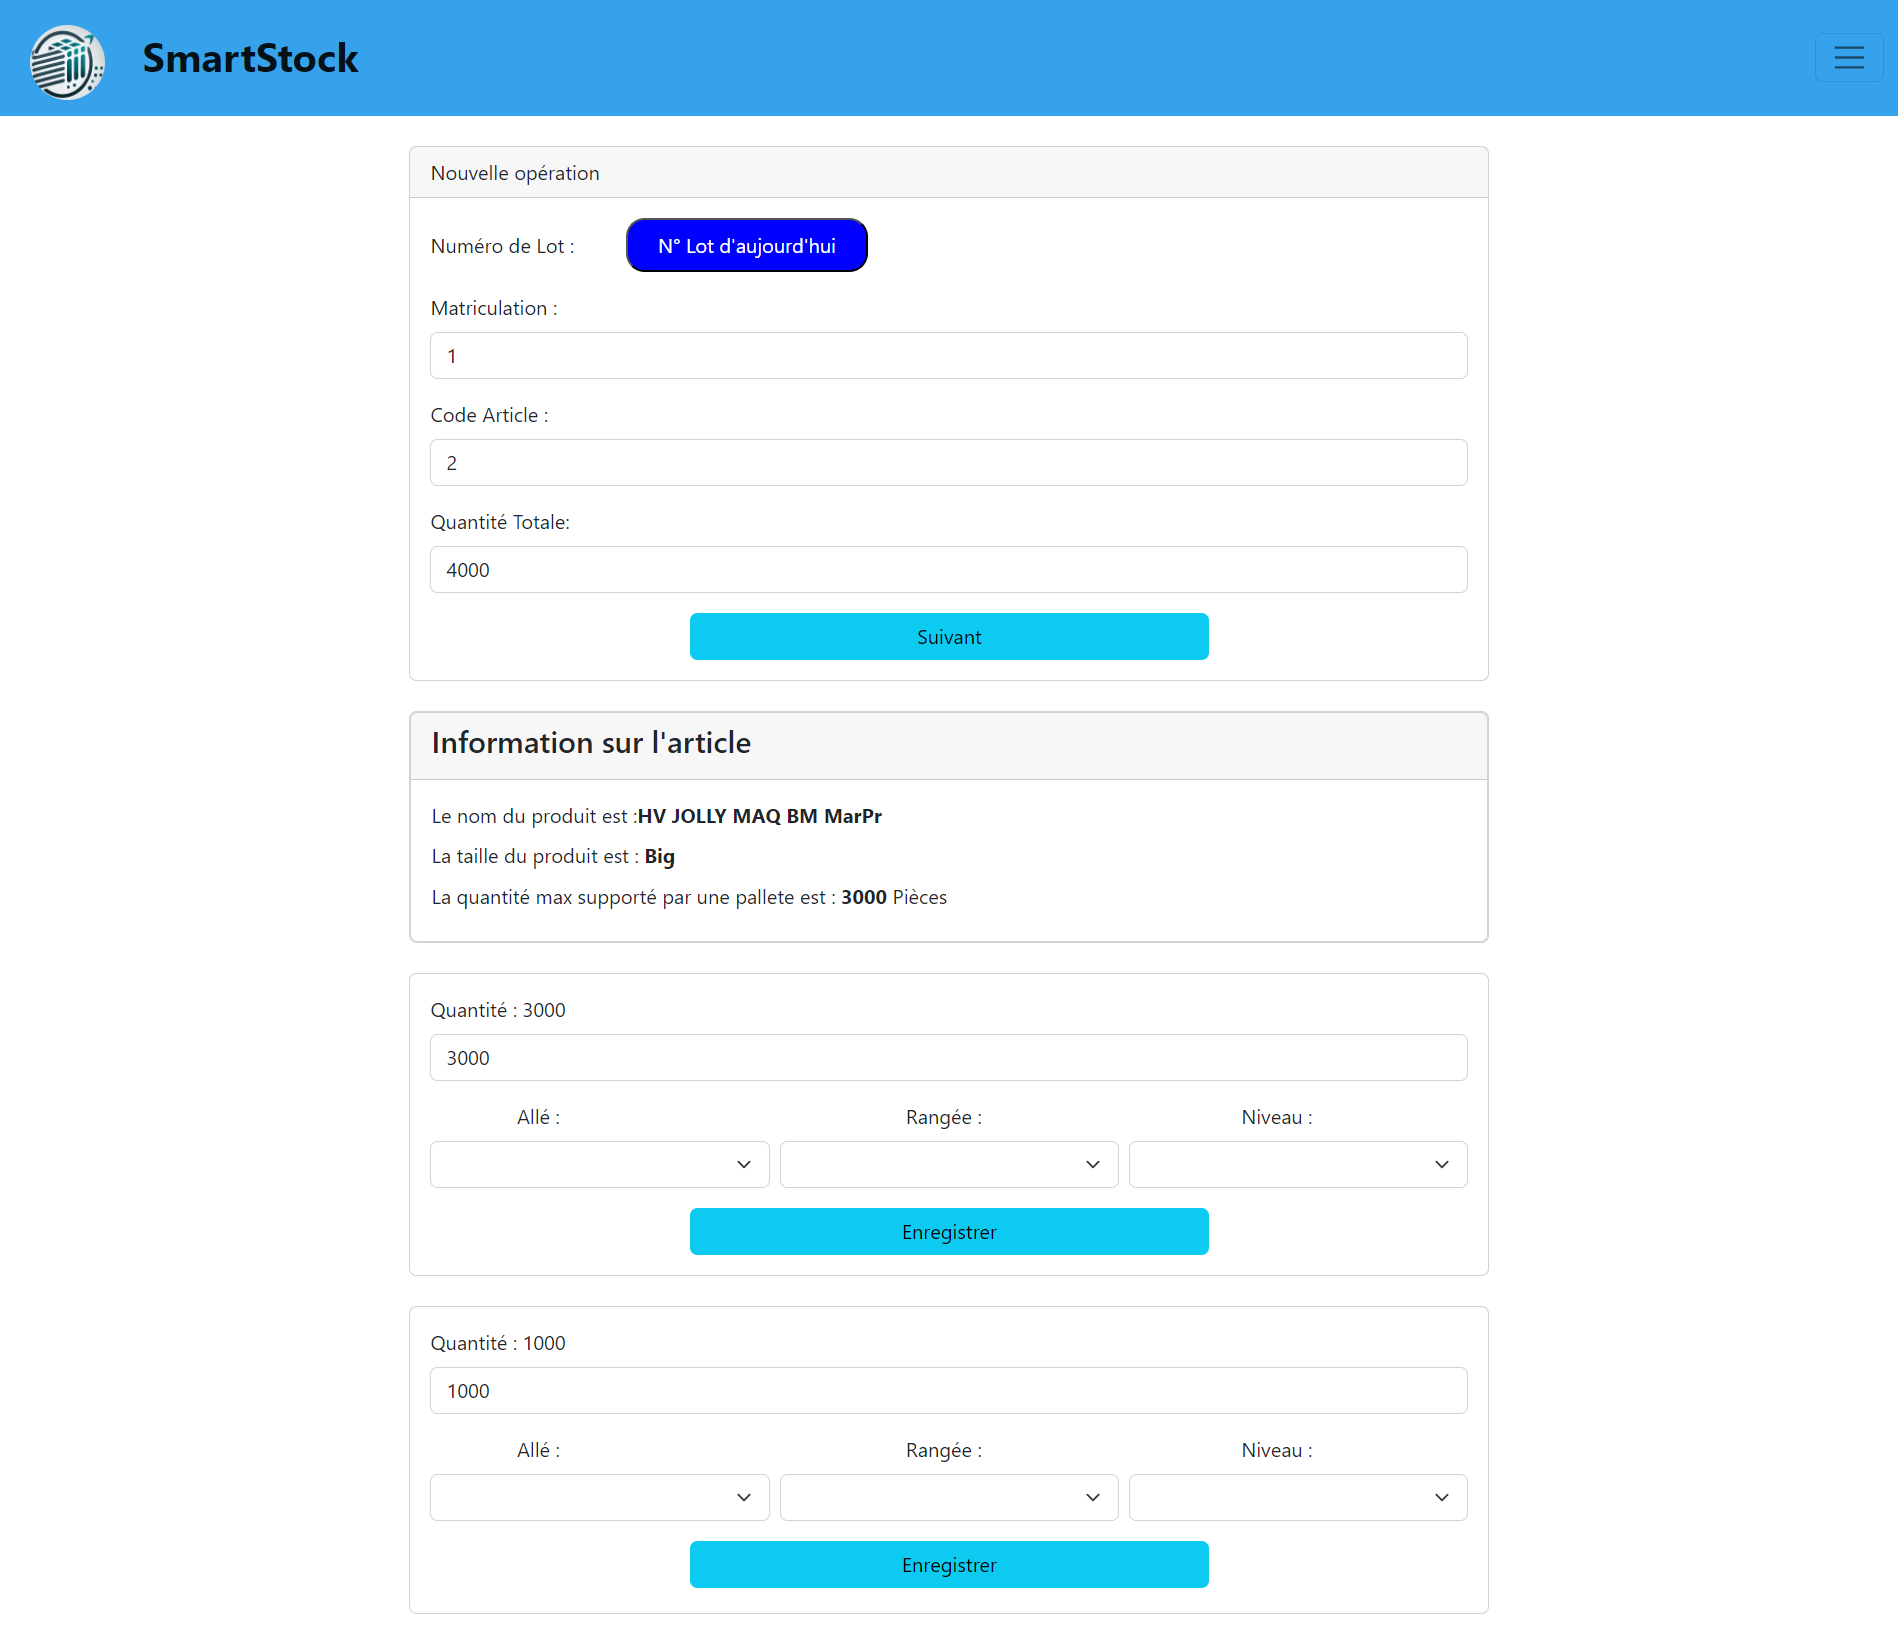 SmartStock
Nouvelle opération
Numéro de Lot :
N° Lot d'aujourd'hui
Matriculation :
1
Code Article :
2
Quantité Totale:
4000
Suivant
Information sur l'article
Le nom du produit est :HV JOLLY MAQ BM MarPr
La taille du produit est : Big
La quantité max supporté par une pallete est : 3000 Pièces
Quantité : 3000
3000
Allé : Rangée : Niveau :
Enregistrer
Quantité : 1000
1000
Allé : Rangée : Niveau :
Enregistrer